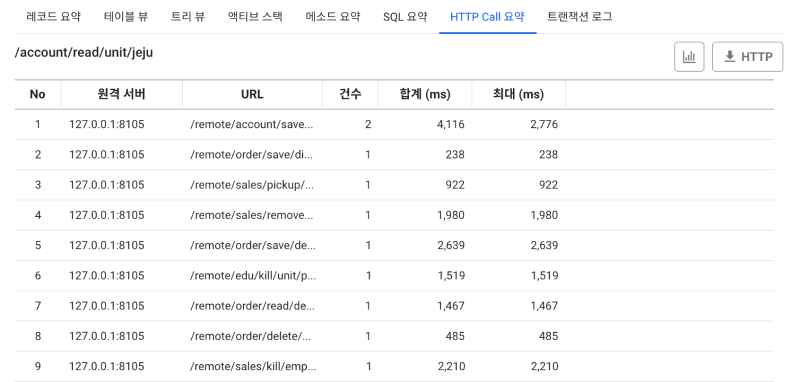 레코드 요약 테이블 뷰 트리 뷰 액티브 스택 메소드 요약 SQL 요약 HTTP Call 요약 트랜잭션 로그
/account/read/unit/jeju
HTTP
No 원격 서버 URL 건수 합계 (ms) 최대 (ms)
1 127.0.0.1:8105 /remote/account/save... 2 4,116 2,776
2 127.0.0.1:8105 /remote/order/save/di... 1 238 238
3 127.0.0.1:8105 /remote/sales/pickup/... 1 922 922
4 127.0.0.1:8105 /remote/sales/remove... 1 1,980 1,980
5 127.0.0.1:8105 /remote/order/save/de... 1 2,639 2,639
6 127.0.0.1:8105 /remote/edu/kill/unit/p... 1 1,519 1,519
7 127.0.0.1:8105 /remote/order/read/de... 1 1,467 1,467
8 127.0.0.1:8105 /remote/order/delete/... 1 485 485
9 127.0.0.1:8105 /remote/sales/kill/emp... 1 2,210 2,210